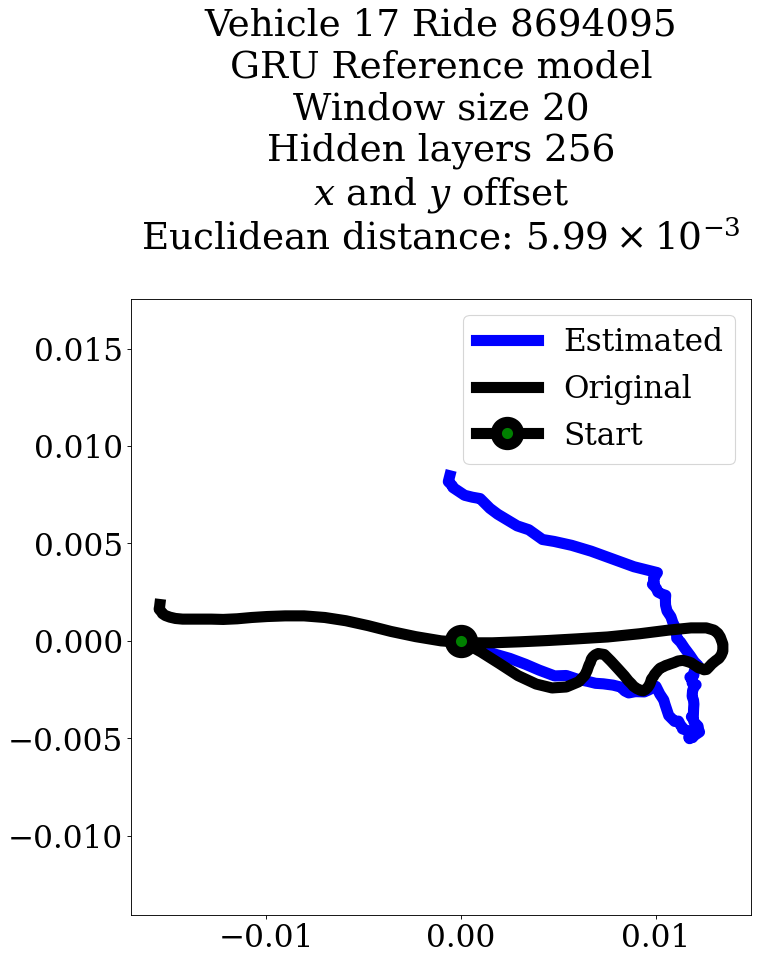 Vehicle 17 Ride 8694095
GRU Reference model
Window size 20
Hidden layers 256
x and y offset
Euclidean distance: 5.99 × 10⁻³
Estimated
Original
Start
0.015
0.010
0.005
0.000
−0.005
−0.010
−0.01
0.00
0.01